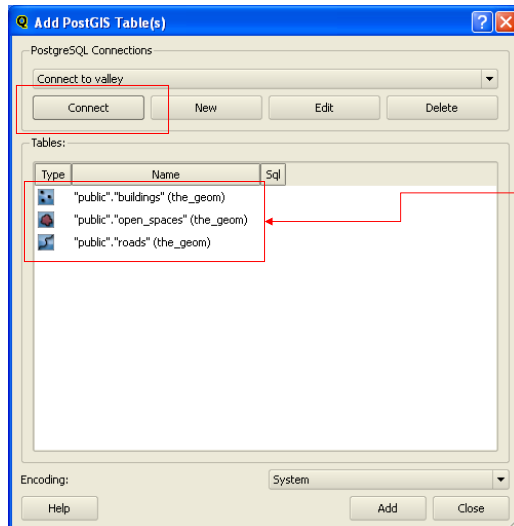 Add PostGIS Table(s)
PostgreSQL Connections
Connect to valley
Connect New Edit Delete
Tables:
Type Name Sql
"public"."buildings" (the_geom)
"public"."open_spaces" (the_geom)
"public"."roads" (the_geom)
Encoding: System
Help Add Close